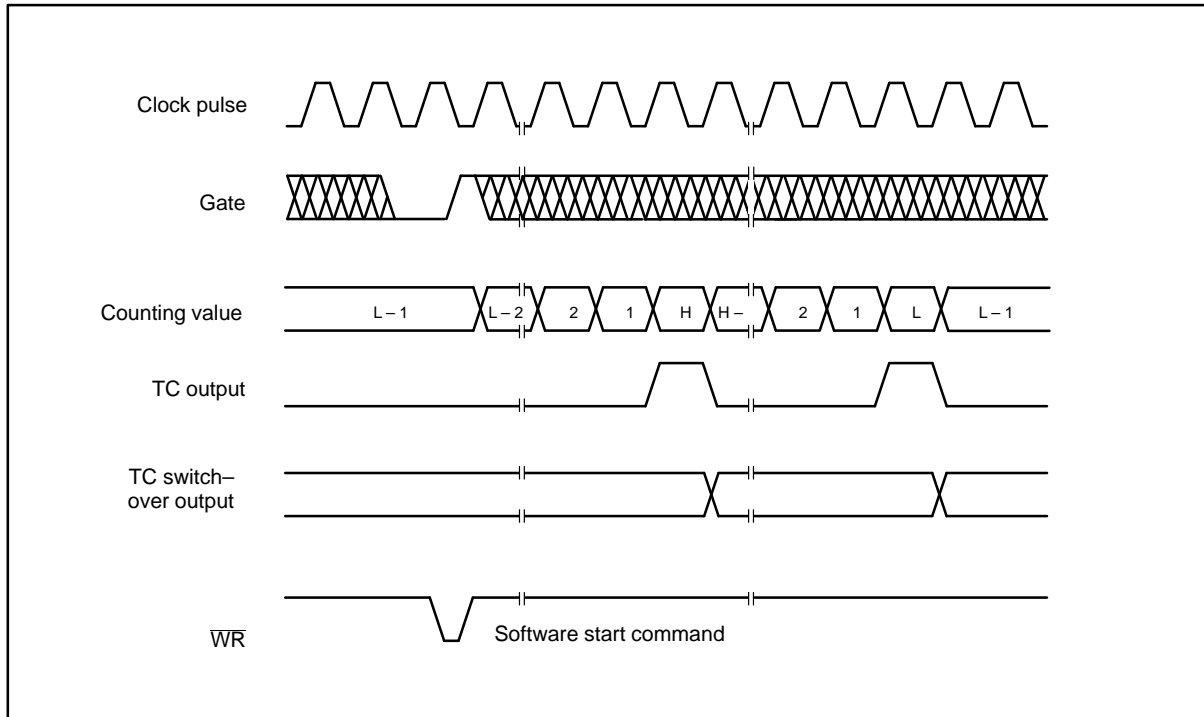 Clock pulse
Gate
Counting value
L – 1 L – 2 2 1 H H – 2 1 L L – 1
TC output
TC switch–
over output
WR
Software start command